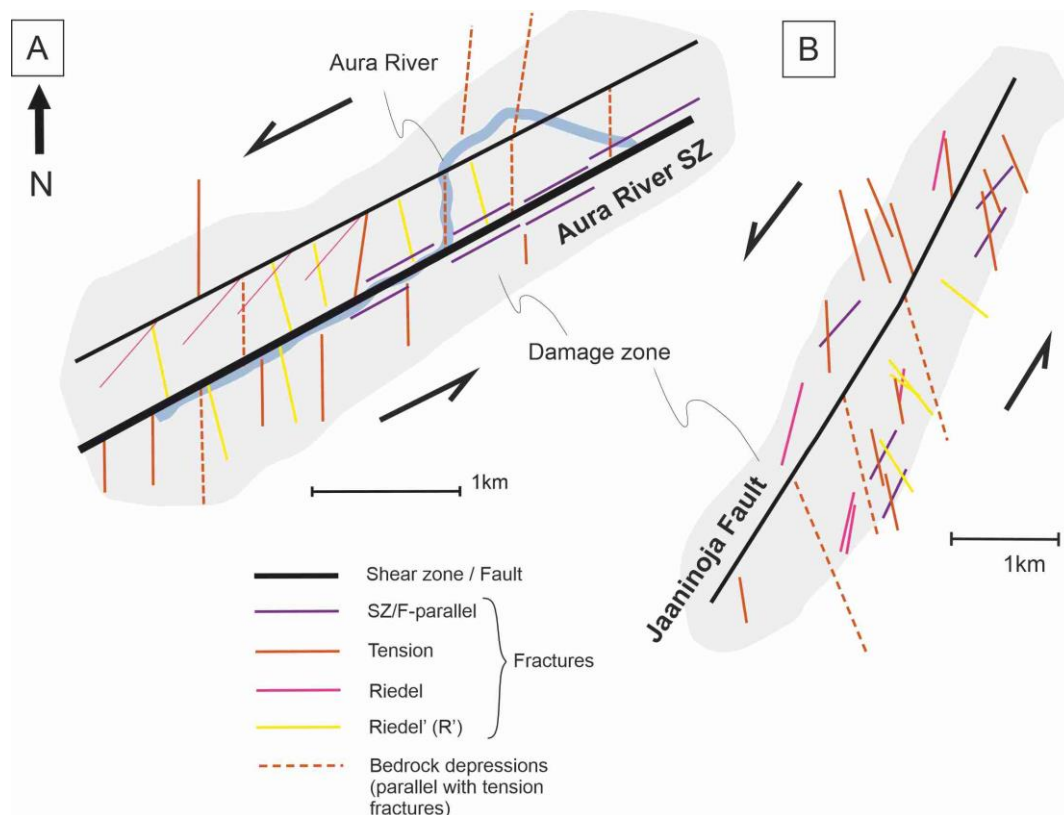 A
N
Aura River
Aura River SZ
Damage zone
1km
B
Jaaninoja Fault
1km
Shear zone / Fault
SZ/F-parallel
Tension
Riedel
Riedel' (R')
Fractures
Bedrock depressions
(parallel with tension
fractures)